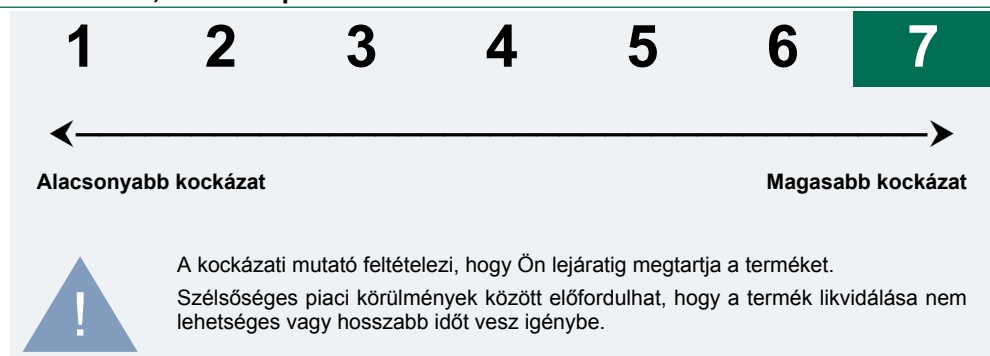 1 2 3 4 5 6 7
Alacsonyabb kockázat Magasabb kockázat
A kockázati mutató feltételezi, hogy Ön lejáratig megtartja a terméket.
Szélsőséges piaci körülmények között előfordulhat, hogy a termék likvidálása nem
lehetséges vagy hosszabb időt vesz igénybe.
!